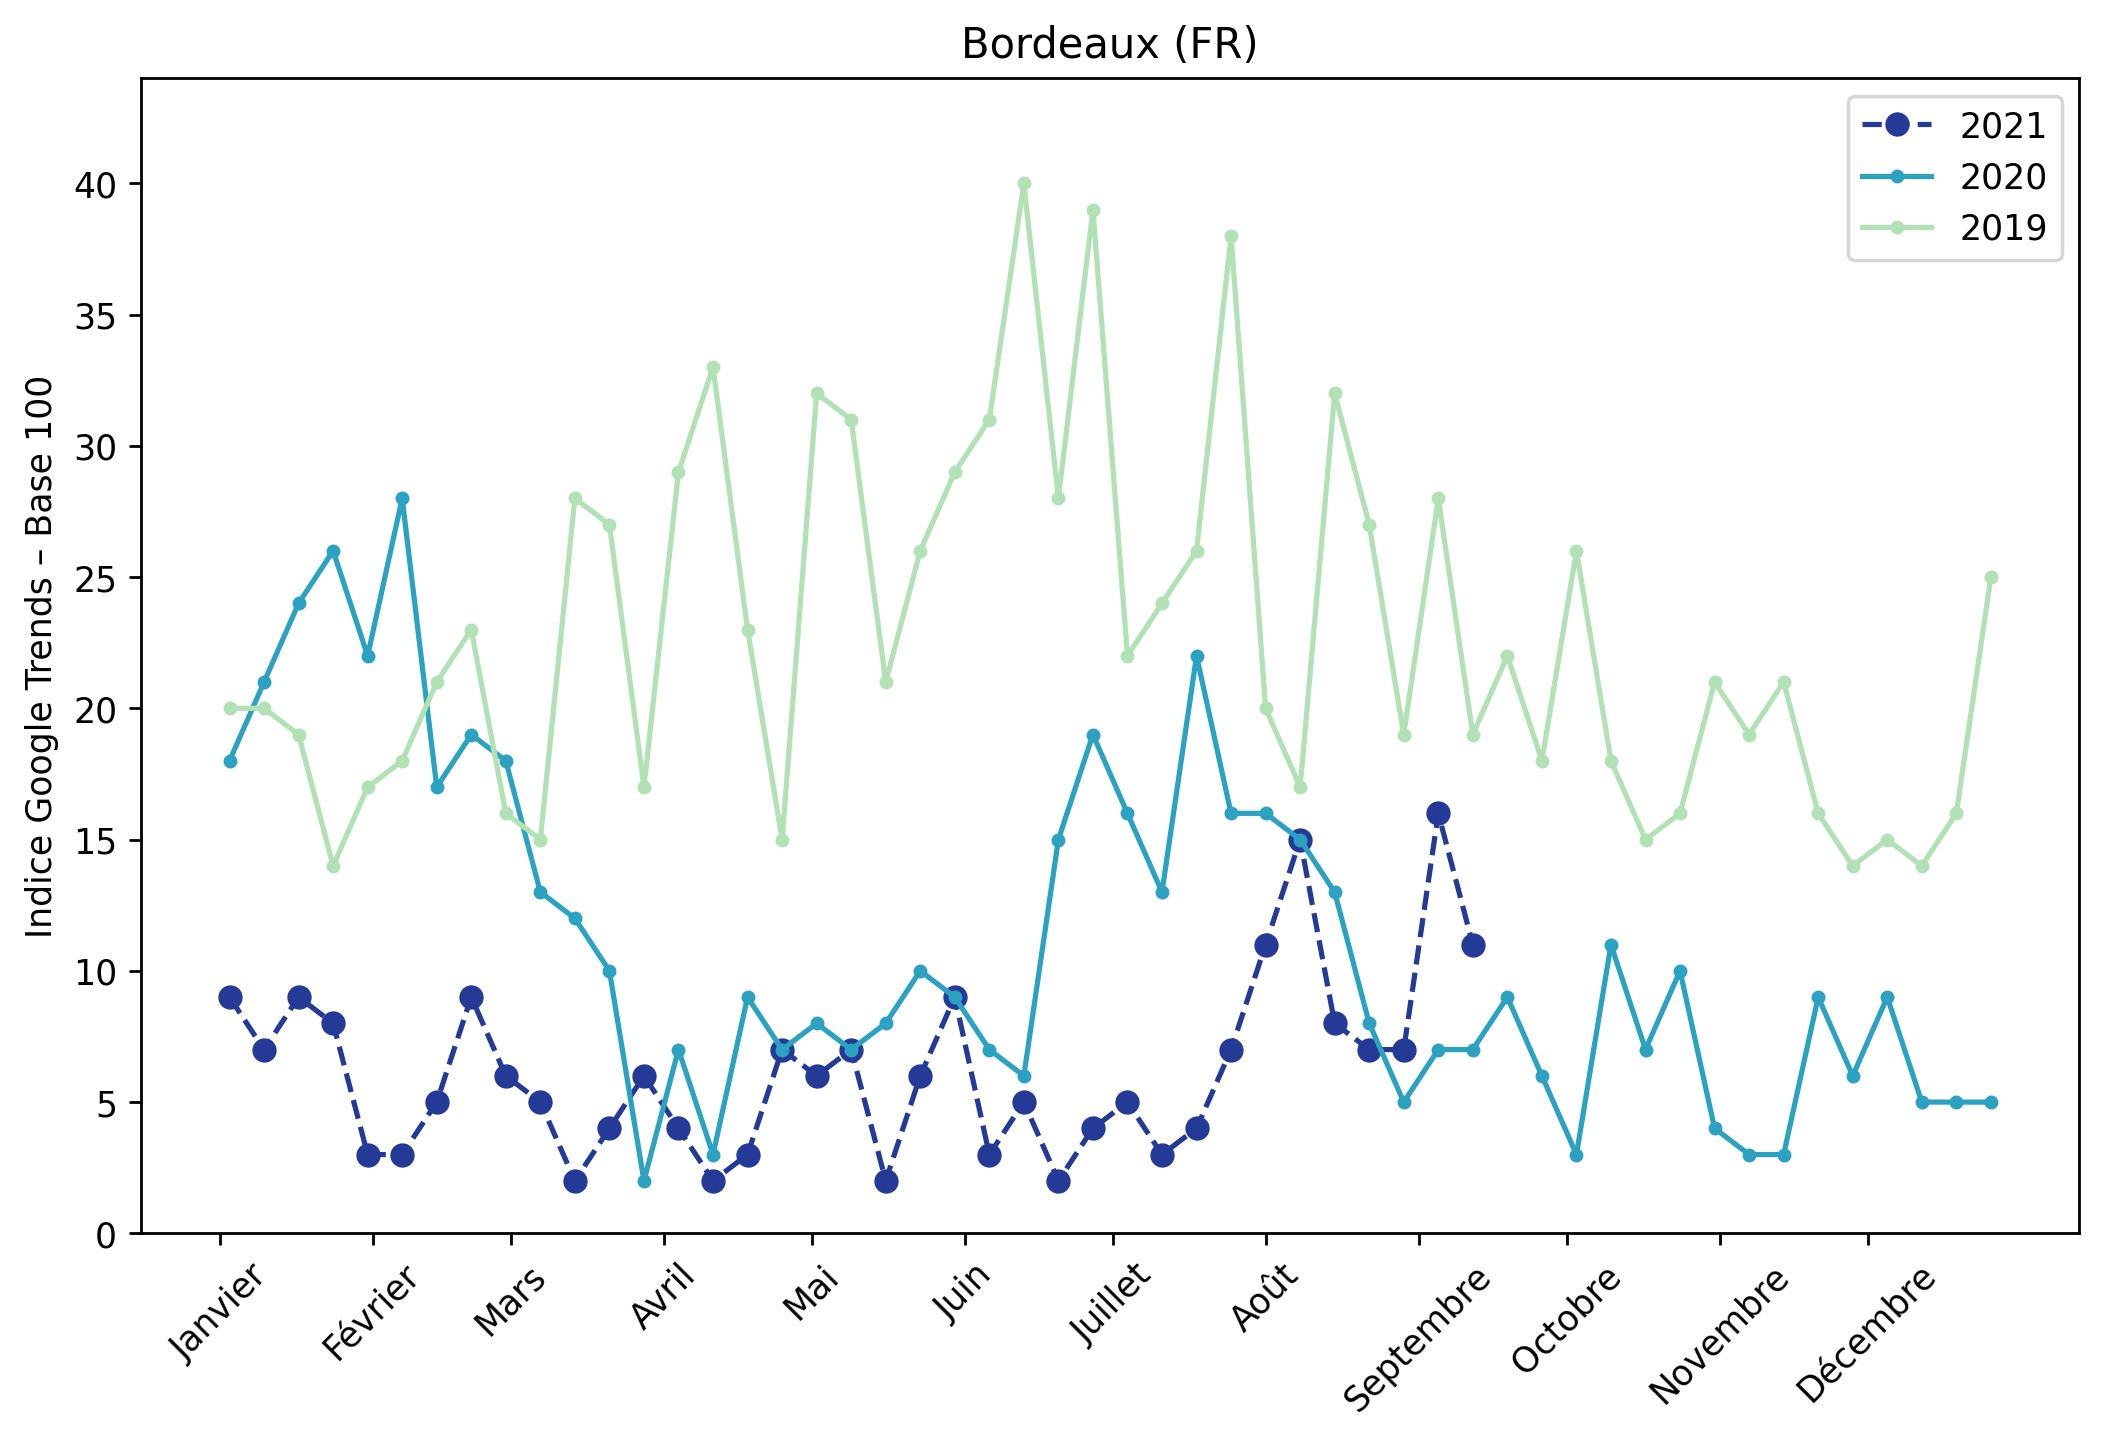 Bordeaux (FR)
2021
2020
2019
Indice Google Trends – Base 100
40
35
30
25
20
15
10
5
0
Janvier
Février
Mars
Avril
Mai
Juin
Juillet
Août
Septembre
Octobre
Novembre
Décembre